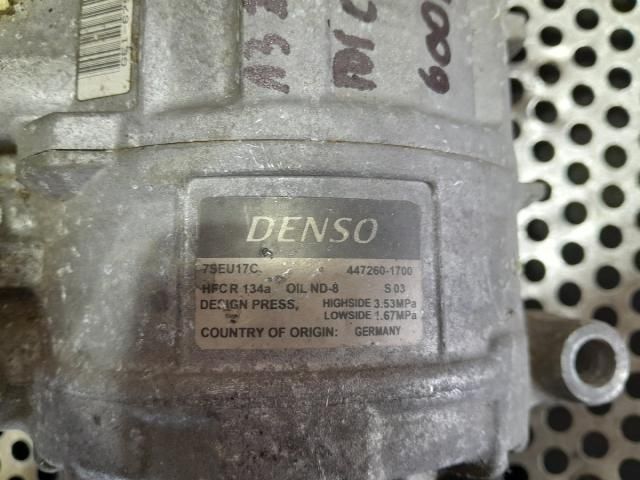 A3
DENSO
7SEU17C 447260-1700
HFC R 134a OIL ND-8 S 03
DESIGN PRESS, HIGHSIDE 3.53MPa
LOWSIDE 1.67MPa
COUNTRY OF ORIGIN: GERMANY